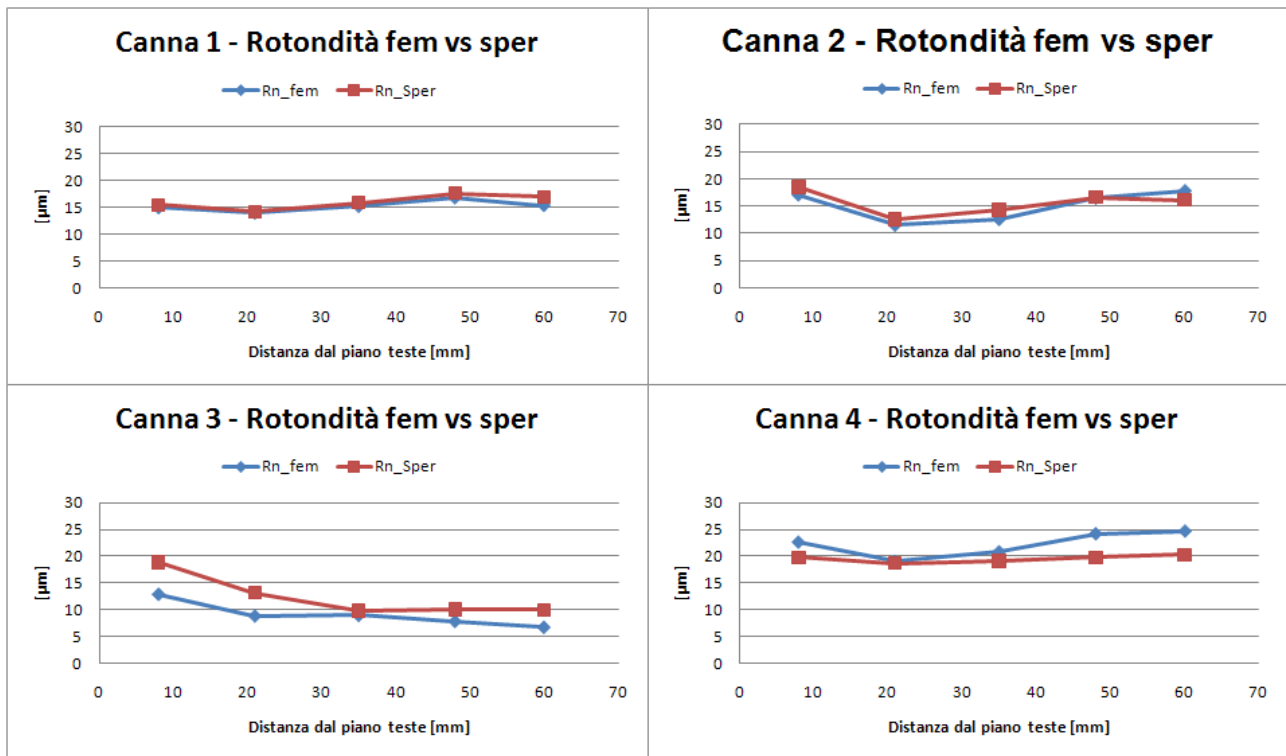 Canna 1 - Rotondità fem vs sper
Rn_fem Rn_Sper
30
25
20
15
10
5
0
[µm]
0 10 20 30 40 50 60 70
Distanza dal piano teste [mm]
Canna 2 - Rotondità fem vs sper
Rn_fem Rn_Sper
30
25
20
15
10
5
0
[µm]
0 10 20 30 40 50 60 70
Distanza dal piano teste [mm]
Canna 3 - Rotondità fem vs sper
Rn_fem Rn_Sper
30
25
20
15
10
5
0
[µm]
0 10 20 30 40 50 60 70
Distanza dal piano teste [mm]
Canna 4 - Rotondità fem vs sper
Rn_fem Rn_Sper
30
25
20
15
10
5
0
[µm]
0 10 20 30 40 50 60 70
Distanza dal piano teste [mm]